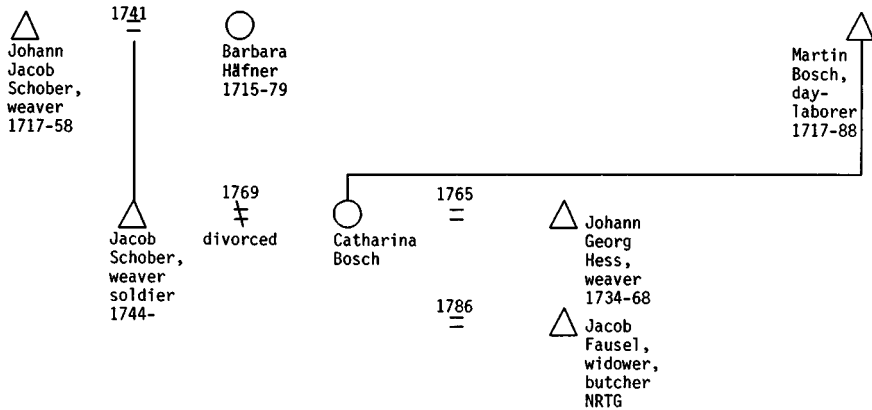 1741
Johann
Jacob
Schober,
weaver
1717-58
Barbara
Häfner
1715-79
Martin
Bosch,
day-
laborer
1717-88
1769
divorced
1765
Jacob
Schober,
weaver
soldier
1744-
Catharina
Bosch
Johann
Georg
Hess,
weaver
1734-68
1786
Jacob
Fausel,
widower,
butcher
NRTG